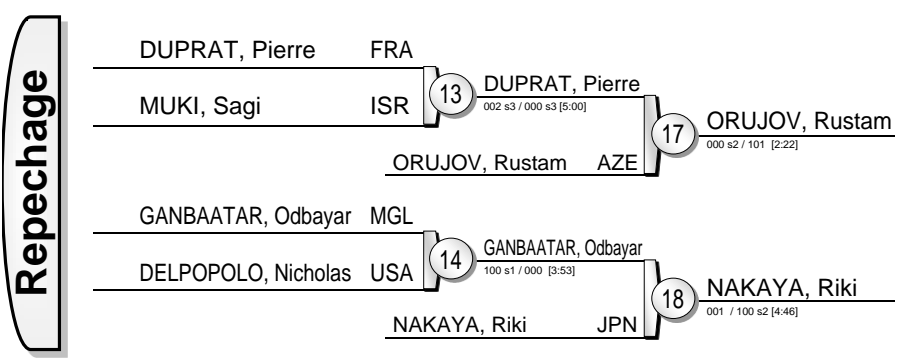 Repechage
DUPRAT, Pierre FRA
MUKI, Sagi ISR
13
DUPRAT, Pierre
002 s3 / 000 s3 [5:00]
ORUJOV, Rustam AZE
17
ORUJOV, Rustam
000 s2 / 101 [2:22]
GANBAATAR, Odbayar MGL
DELPOPOLO, Nicholas USA
14
GANBAATAR, Odbayar
100 s1 / 000 [3:53]
NAKAYA, Riki JPN
18
NAKAYA, Riki
001 / 100 s2 [4:46]